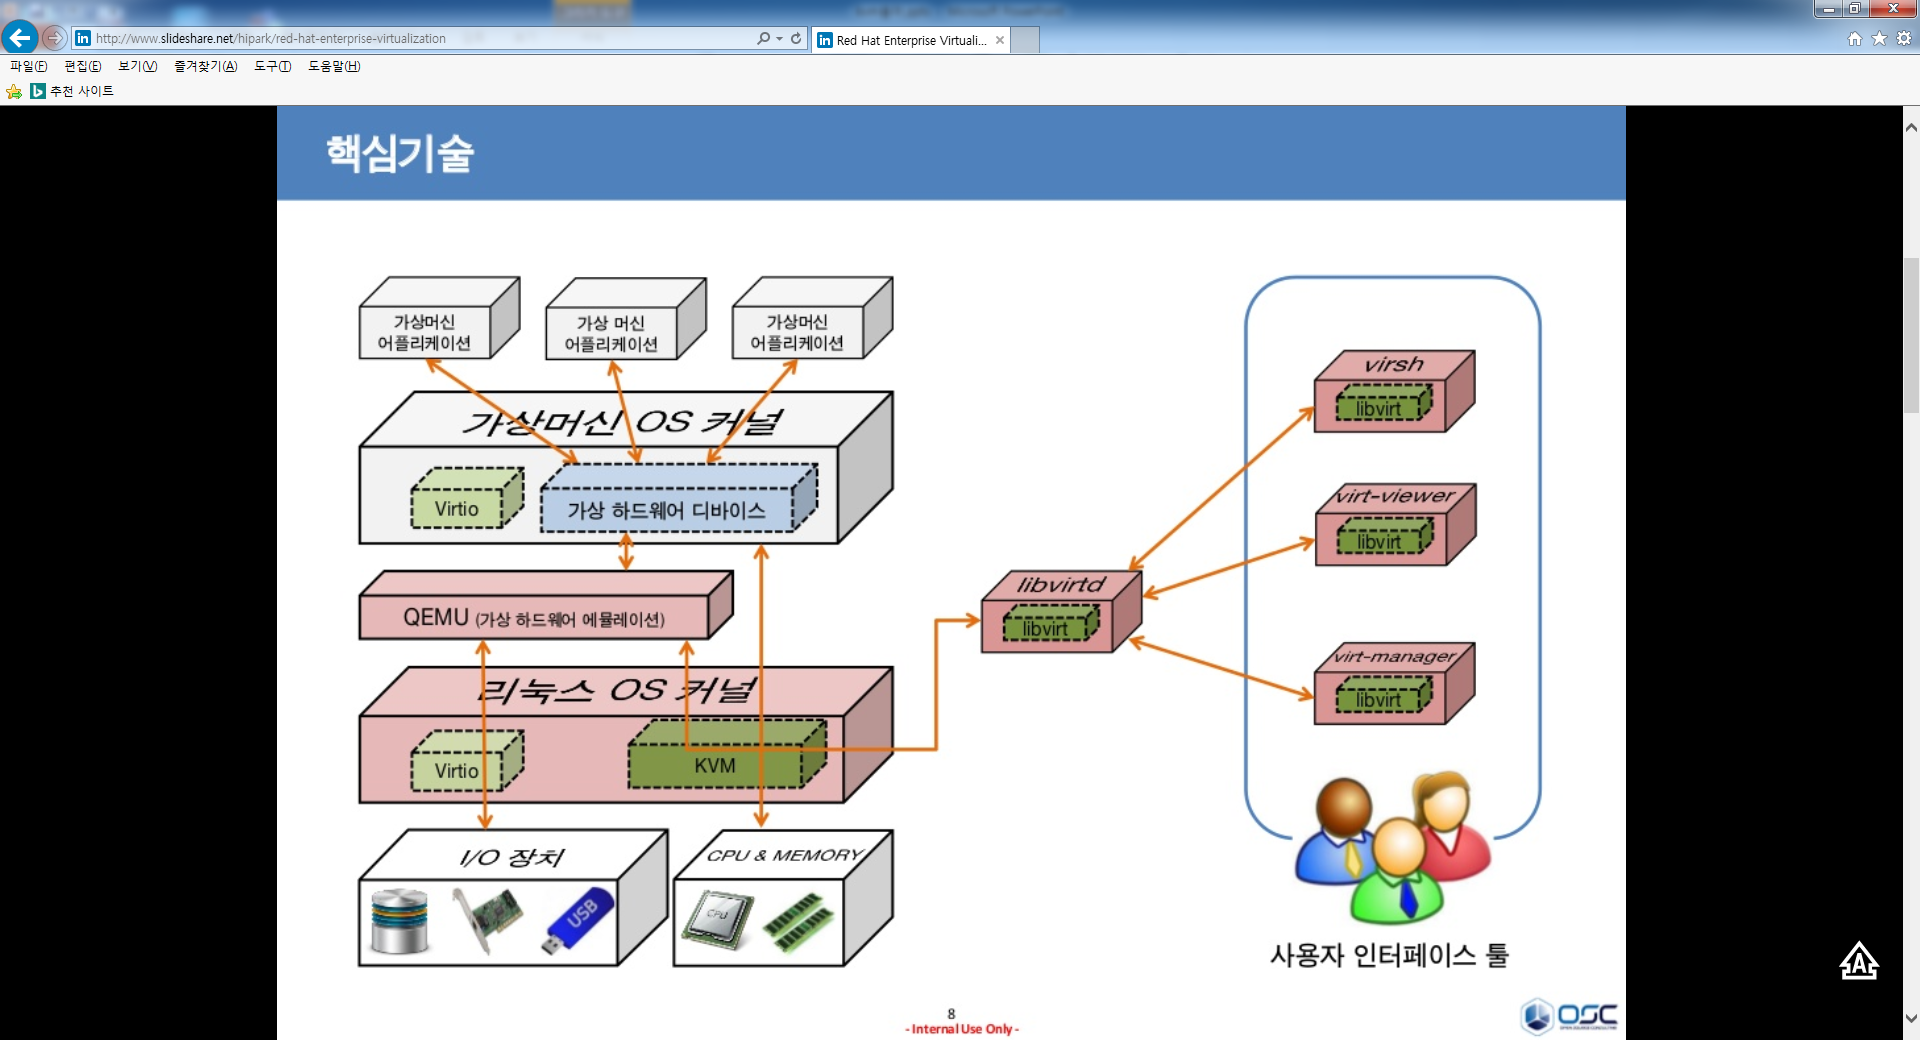 http://www.slideshare.net/hipark/red-hat-enterprise-virtualization
Red Hat Enterprise Virtuali...
파일(F) 편집(E) 보기(V) 즐겨찾기(A) 도구(T) 도움말(H)
추천 사이트
핵심기술
가상머신
어플리케이션
가상 머신
어플리케이션
가상머신
어플리케이션
가상머신 OS 커널
Virtio
가상 하드웨어 디바이스
QEMU (가상 하드웨어 에뮬레이션)
리눅스 OS 커널
Virtio
KVM
I/O 장치
USB
CPU & MEMORY
CPU
libvirtd
libvirt
virsh
libvirt
virt-viewer
libvirt
virt-manager
libvirt
사용자 인터페이스 툴
8
- Internal Use Only -
OSC